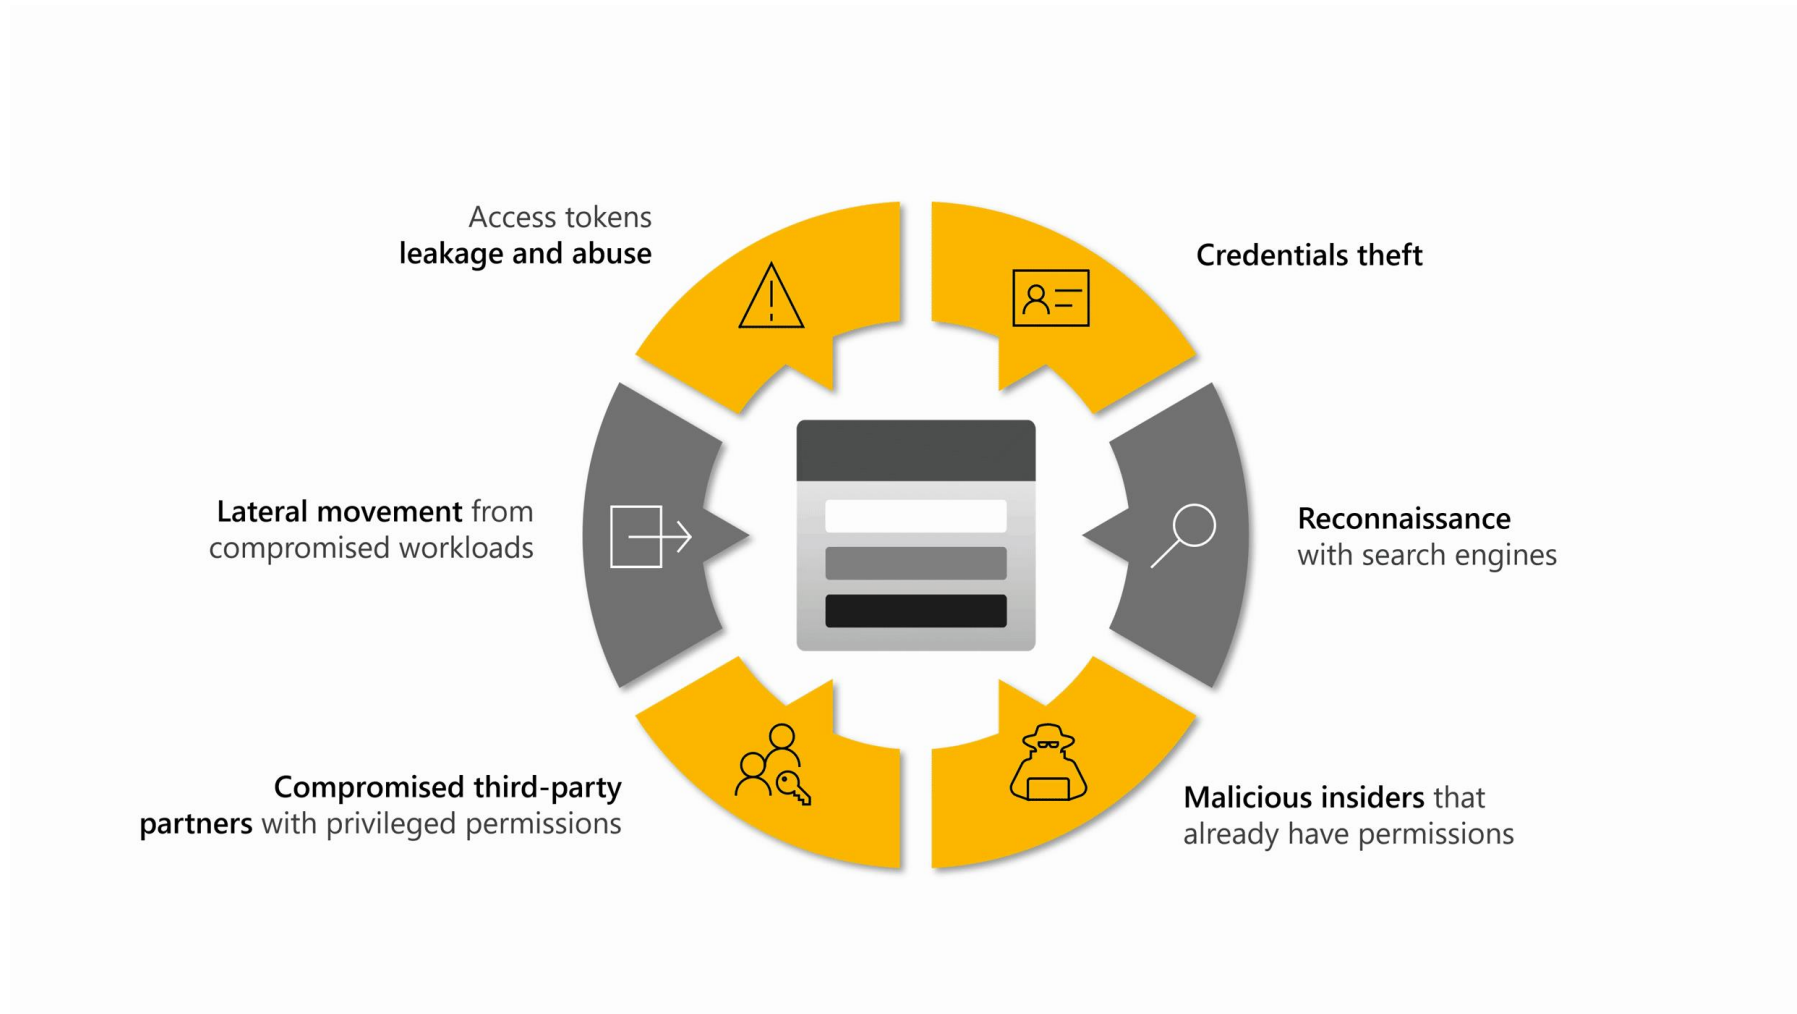 Access tokens
leakage and abuse
Credentials theft
Lateral movement from
compromised workloads
Reconnaissance
with search engines
Compromised third-party
partners with privileged permissions
Malicious insiders that
already have permissions